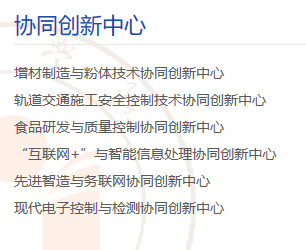 协同创新中心
增材制造与粉体技术协同创新中心
轨道交通施工安全控制技术协同创新中心
食品研发与质量控制协同创新中心
“互联网+”与智能信息处理协同创新中心
先进智造与务联网协同创新中心
现代电子控制与检测协同创新中心